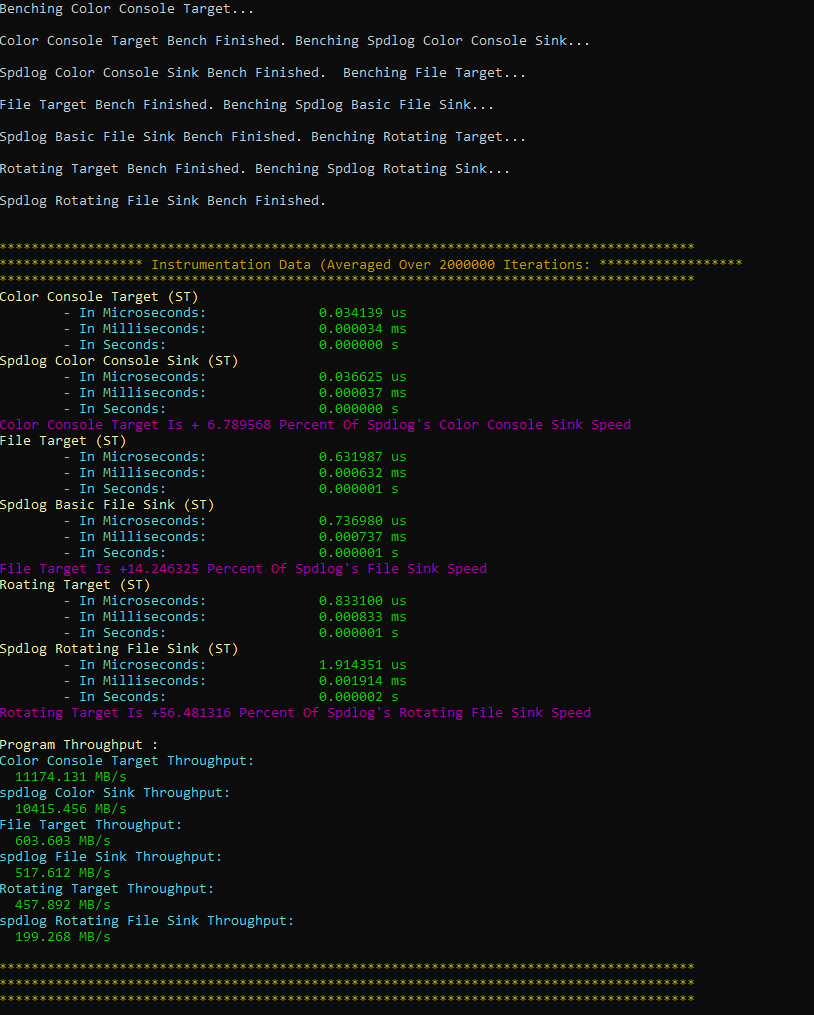 Benching Color Console Target...
Color Console Target Bench Finished. Benching Spdlog Color Console Sink...
Spdlog Color Console Sink Bench Finished.  Benching File Target...
File Target Bench Finished. Benching Spdlog Basic File Sink...
Spdlog Basic File Sink Bench Finished. Benching Rotating Target...
Rotating Target Bench Finished. Benching Spdlog Rotating Sink...
Spdlog Rotating File Sink Bench Finished.
***************************************************************************************
****************** Instrumentation Data (Averaged Over 2000000 Iterations: ******************
***************************************************************************************
Color Console Target (ST)
- In Microseconds: 0.034139 us
- In Milliseconds: 0.000034 ms
- In Seconds: 0.000000 s
Spdlog Color Console Sink (ST)
- In Microseconds: 0.036625 us
- In Milliseconds: 0.000037 ms
- In Seconds: 0.000000 s
Color Console Target Is + 6.789568 Percent Of Spdlog's Color Console Sink Speed
File Target (ST)
- In Microseconds: 0.631987 us
- In Milliseconds: 0.000632 ms
- In Seconds: 0.000001 s
Spdlog Basic File Sink (ST)
- In Microseconds: 0.736980 us
- In Milliseconds: 0.000737 ms
- In Seconds: 0.000001 s
File Target Is +14.246325 Percent Of Spdlog's File Sink Speed
Roating Target (ST)
- In Microseconds: 0.833100 us
- In Milliseconds: 0.000833 ms
- In Seconds: 0.000001 s
Spdlog Rotating File Sink (ST)
- In Microseconds: 1.914351 us
- In Milliseconds: 0.001914 ms
- In Seconds: 0.000002 s
Rotating Target Is +56.481316 Percent Of Spdlog's Rotating File Sink Speed
Program Throughput :
Color Console Target Throughput:
11174.131 MB/s
spdlog Color Sink Throughput:
10415.456 MB/s
File Target Throughput:
603.603 MB/s
spdlog File Sink Throughput:
517.612 MB/s
Rotating Target Throughput:
457.892 MB/s
spdlog Rotating File Sink Throughput:
199.268 MB/s
***************************************************************************************
***************************************************************************************
***************************************************************************************